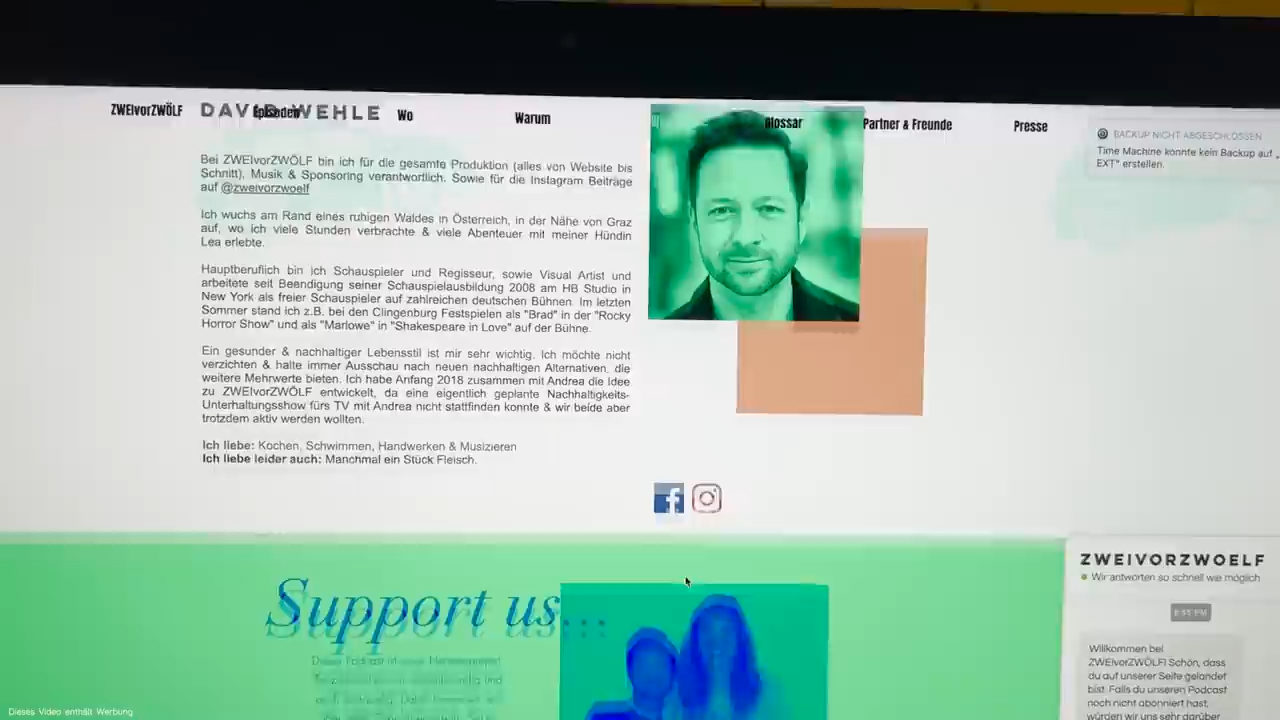 ZWEIvorZWÖLF
Episoden
Wo
Warum
Glossar
Partner & Freunde
Presse
DAVID WEHLE
Bei ZWEIvorZWÖLF bin ich für die gesamte Produktion (alles von Website bis
Schnitt), Musik & Sponsoring verantwortlich. Sowie für die Instagram Beiträge
auf @zweivorzwoelf
Ich wuchs am Rand eines ruhigen Waldes in Österreich, in der Nähe von Graz
auf, wo ich viele Stunden verbrachte & viele Abenteuer mit meiner Hündin
Lea erlebte.
Hauptberuflich bin ich Schauspieler und Regisseur, sowie Visual Artist und
arbeitete seit Beendigung seiner Schauspielausbildung 2008 am HB Studio in
New York als freier Schauspieler auf zahlreichen deutschen Bühnen. Im letzten
Sommer stand ich z.B. bei den Clingenburg Festspielen als "Brad" in der "Rocky
Horror Show" und als "Marlowe" in "Shakespeare in Love" auf der Bühne.
Ein gesunder & nachhaltiger Lebensstil ist mir sehr wichtig. Ich möchte nicht
verzichten & halte immer Ausschau nach neuen nachhaltigen Alternativen, die
weitere Mehrwerte bieten. Ich habe Anfang 2018 zusammen mit Andrea die Idee
zu ZWEIvorZWÖLF entwickelt, da eine eigentlich geplante Nachhaltigkeits-
Unterhaltungsshow fürs TV mit Andrea nicht stattfinden konnte & wir beide aber
trotzdem aktiv werden wollten.
Ich liebe: Kochen, Schwimmen, Handwerken & Musizieren
Ich liebe leider auch: Manchmal ein Stück Fleisch.
BACKUP NICHT ABGESCHLOSSEN
Time Machine konnte kein Backup auf „
EXT" erstellen.
Support us...
ZWEIVORZWOELF
Wir antworten so schnell wie möglich
Willkommen bei
ZWEIvorZWÖLF! Schön, dass
du auf unserer Seite gelandet
bist. Falls du unseren Podcast
noch nicht abonniert hast,
würden wir uns sehr darüber
Dieses Video enthält Werbung